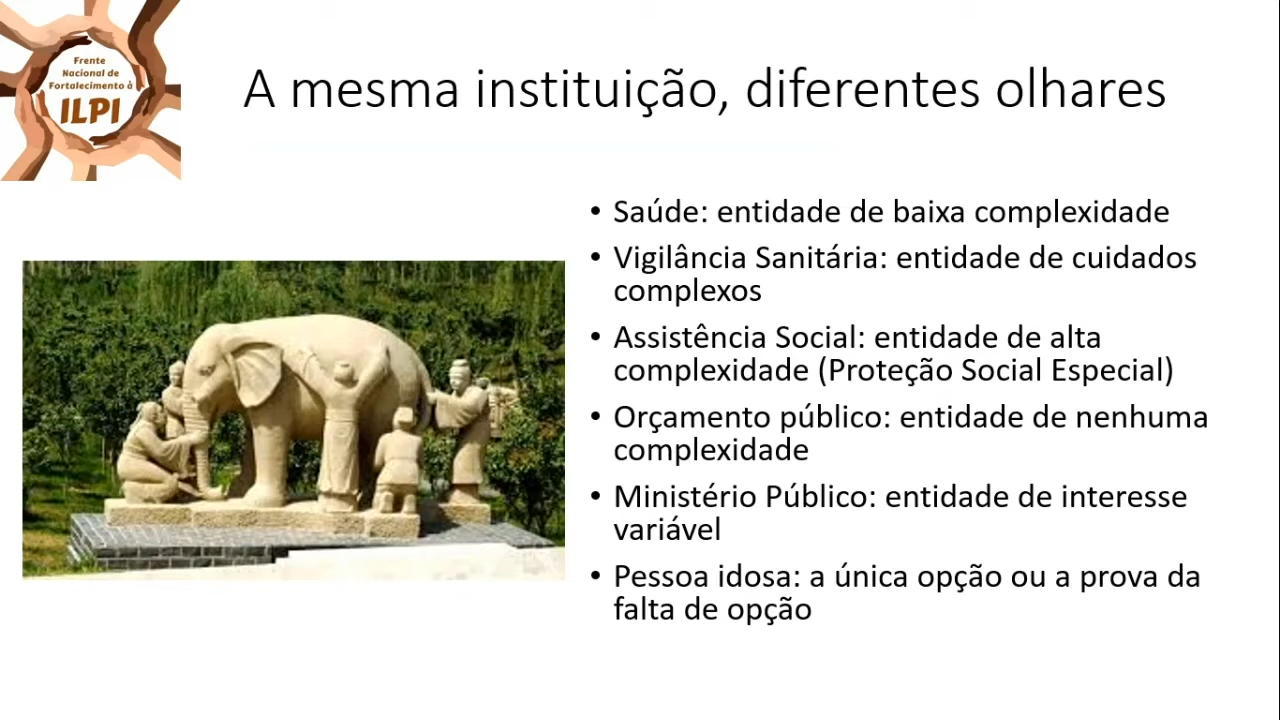 Frente
Nacional de
Fortalecimento à
ILPI
A mesma instituição, diferentes olhares
• Saúde: entidade de baixa complexidade
• Vigilância Sanitária: entidade de cuidados
complexos
• Assistência Social: entidade de alta
complexidade (Proteção Social Especial)
• Orçamento público: entidade de nenhuma
complexidade
• Ministério Público: entidade de interesse
variável
• Pessoa idosa: a única opção ou a prova da
falta de opção